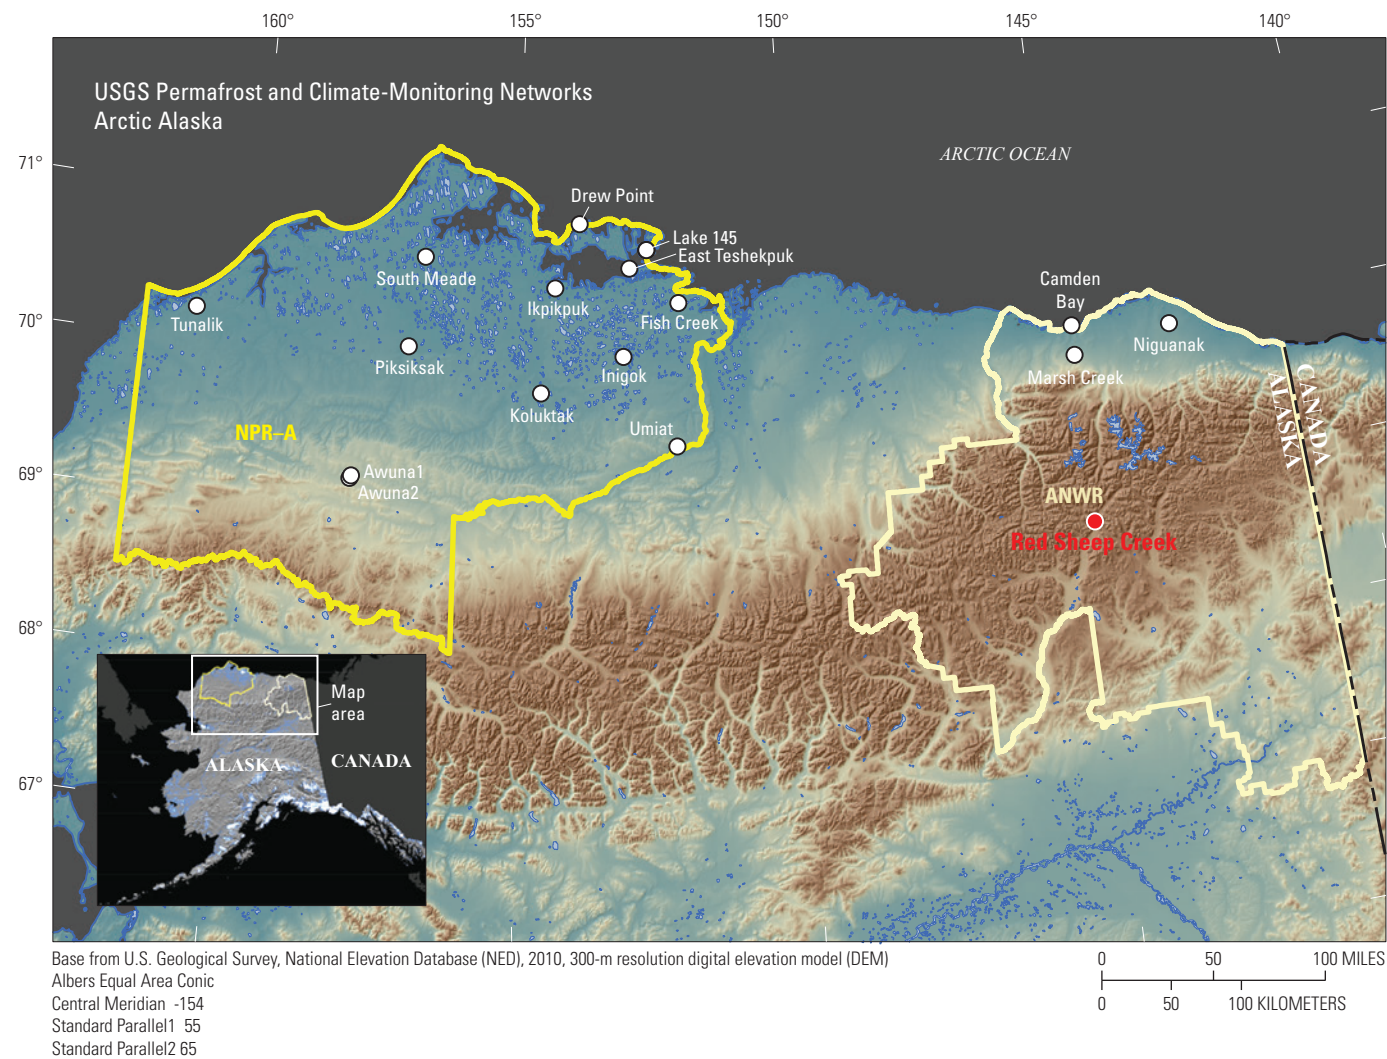 160°
155°
150°
145°
140°
USGS Permafrost and Climate-Monitoring Networks
Arctic Alaska
ARCTIC OCEAN
71°
70°
69°
68°
67°
Drew Point
Lake 145
East Teshekpuk
South Meade
Ikpikpuk
Fish Creek
Tunalik
Piksiksak
Inigok
Koluktak
Umiat
NPR–A
Awuna1
Awuna2
Camden
Bay
Niguanak
Marsh Creek
CANADA
ALASKA
ANWR
Red Sheep Creek
Map
area
ALASKA
CANADA
Base from U.S. Geological Survey, National Elevation Database (NED), 2010, 300-m resolution digital elevation model (DEM)
Albers Equal Area Conic
Central Meridian -154
Standard Parallel1 55
Standard Parallel2 65
0 50 100 MILES
0 50 100 KILOMETERS